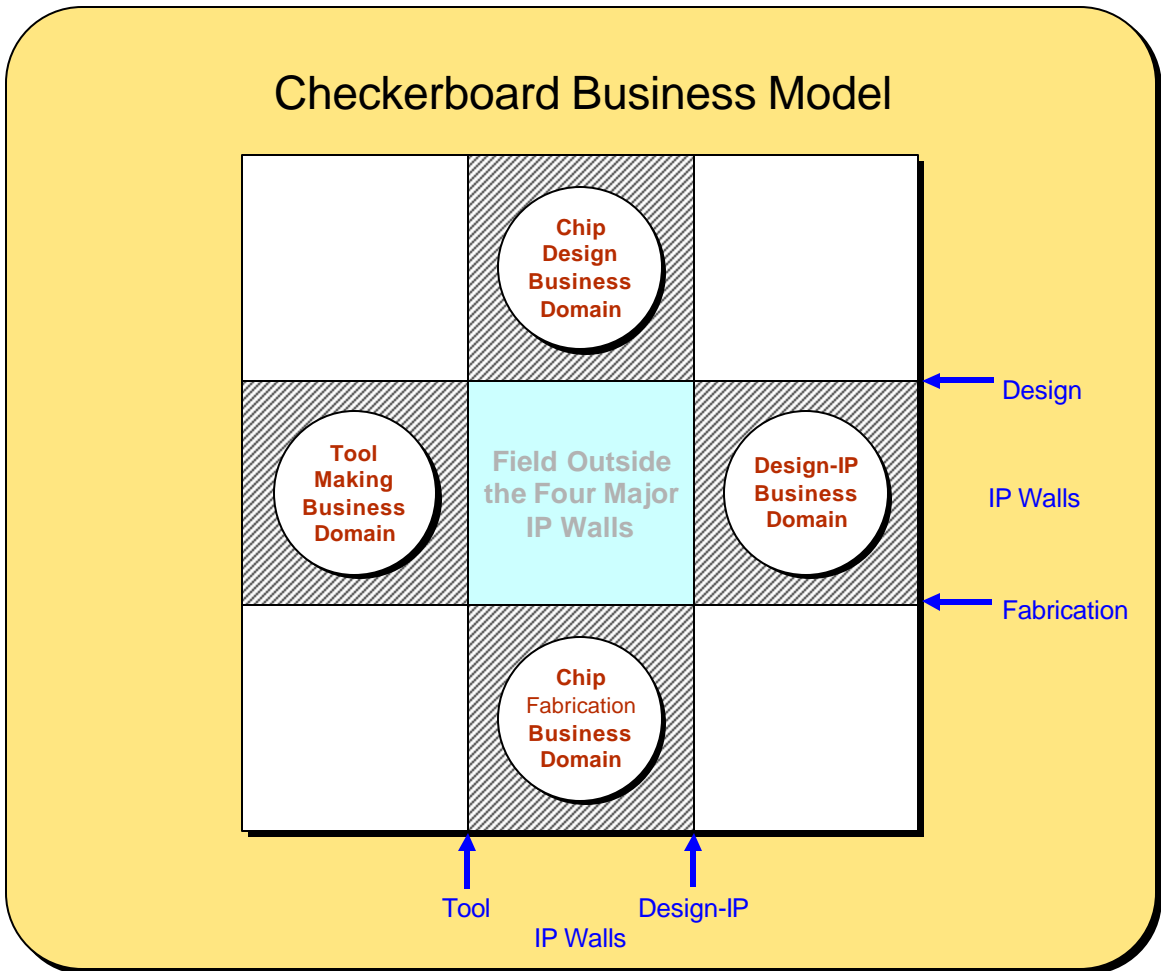 Checkerboard Business Model
Chip
Design
Business
Domain
Design
Tool
Making
Business
Domain
Field Outside
the Four Major
IP Walls
Design-IP
Business
Domain
IP Walls
Fabrication
Chip
Fabrication
Business
Domain
Tool
Design-IP
IP Walls